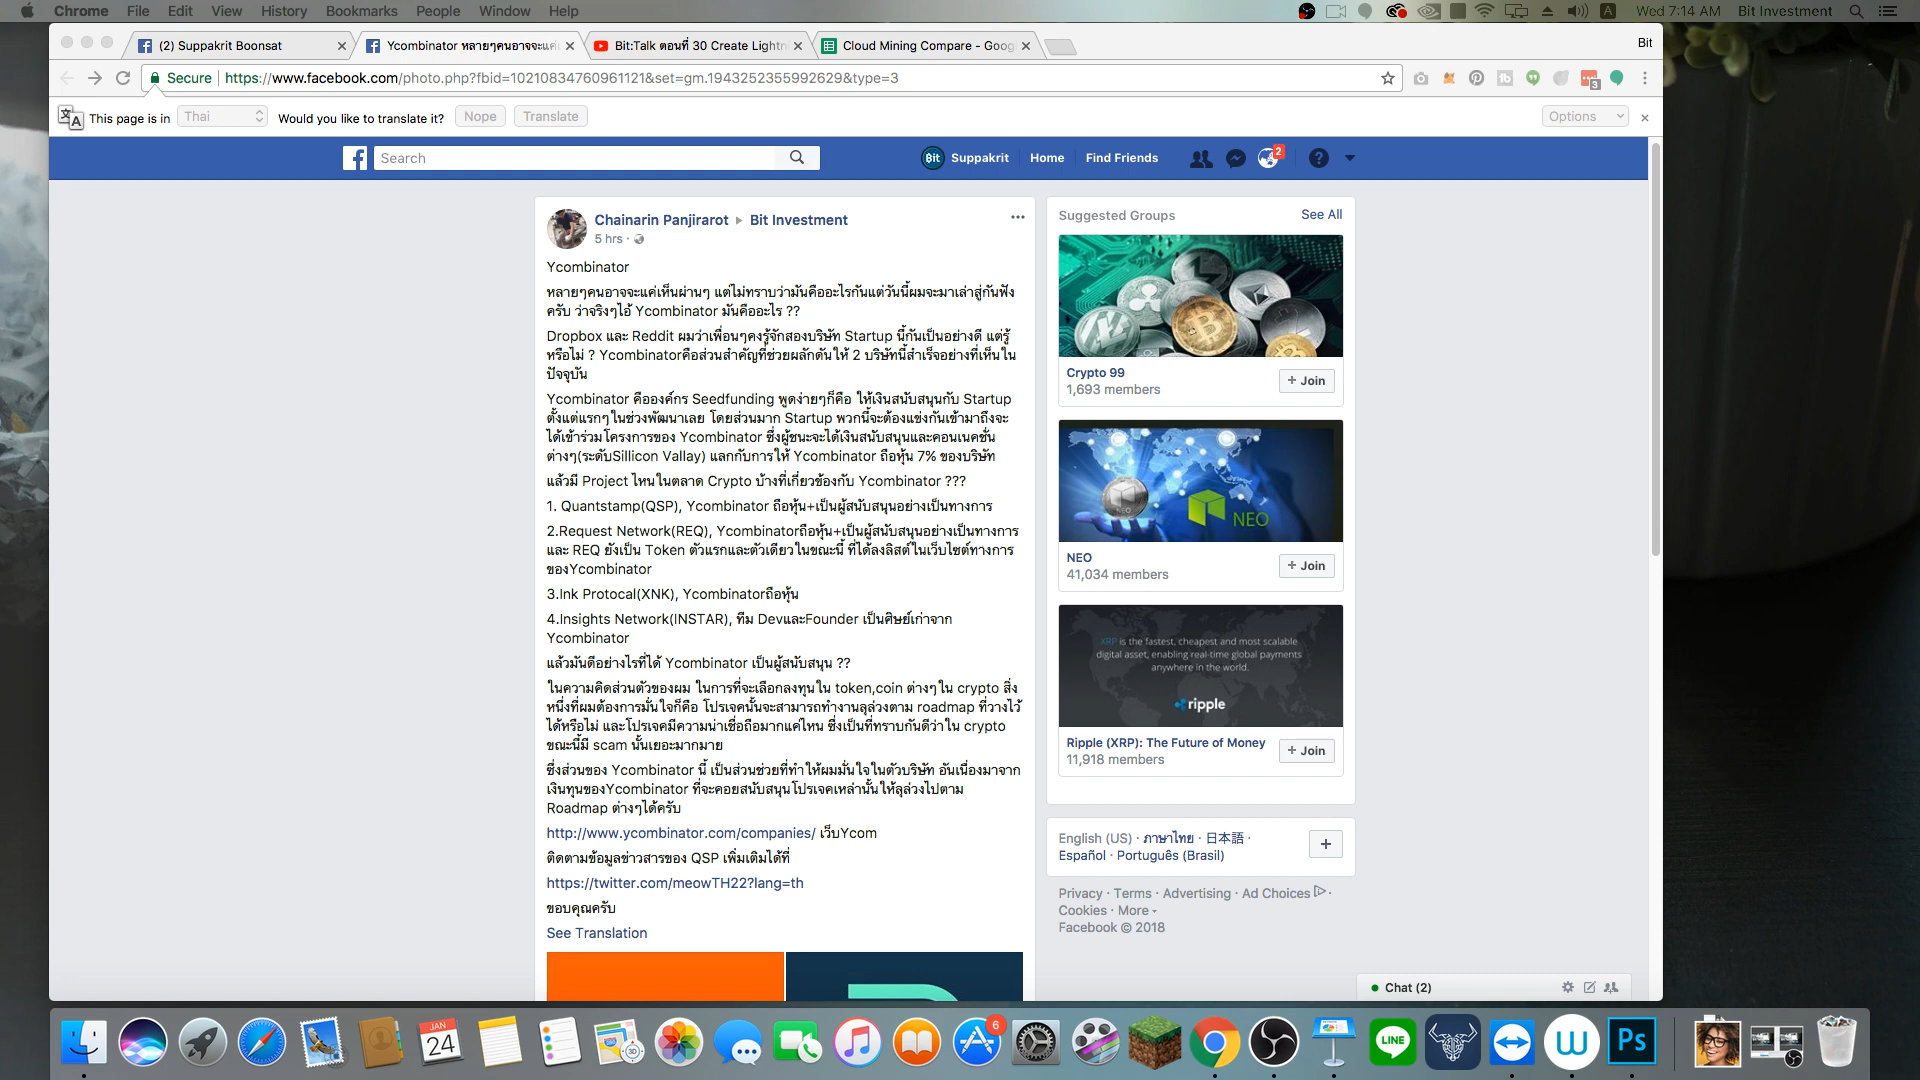 Chrome File Edit View History Bookmarks People Window Help
Wed 7:14 AM Bit Investment
(2) Suppakrit Boonsat
Ycombinator หลายๆคนอาจจะแค่
Bit:Talk ตอนที่ 30 Create Lightn
Cloud Mining Compare - Goog
Bit
Secure https://www.facebook.com/photo.php?fbid=10210834760961121&set=gm.1943252355992629&type=3
3
This page is in Thai Would you like to translate it? Nope Translate Options
Search
Bit Suppakrit Home Find Friends 2
Chainarin Panjirarot ▸ Bit Investment
5 hrs ·
Ycombinator
หลายๆคนอาจจะแค่เห็นผ่านๆ แต่ไม่ทราบว่ามันคืออะไรกันแต่วันนี้ผมจะมาเล่าสู่กันฟัง
ครับ ว่าจริงๆไอ้ Ycombinator มันคืออะไร ??
Dropbox และ Reddit ผมว่าเพื่อนๆคงรู้จักสองบริษัท Startup นี้กันเป็นอย่างดี แต่รู้
หรือไม่ ? Ycombinatorคือส่วนสำคัญที่ช่วยผลักดันให้ 2 บริษัทนี้สำเร็จอย่างที่เห็นใน
ปัจจุบัน
Ycombinator คือองค์กร Seedfunding พูดง่ายๆก็คือ ให้เงินสนับสนุนกับ Startup
ตั้งแต่แรกๆในช่วงพัฒนาเลย โดยส่วนมาก Startup พวกนี้จะต้องแข่งกันเข้ามาถึงจะ
ได้เข้าร่วมโครงการของ Ycombinator ซึ่งผู้ชนะจะได้เงินสนับสนุนและคอนเนคชั่น
ต่างๆ(ระดับSillicon Vallay) แลกกับการให้ Ycombinator ถือหุ้น 7% ของบริษัท
แล้วมี Project ไหนในตลาด Crypto บ้างที่เกี่ยวข้องกับ Ycombinator ???
1. Quantstamp(QSP), Ycombinator ถือหุ้น+เป็นผู้สนับสนุนอย่างเป็นทางการ
2.Request Network(REQ), Ycombinatorถือหุ้น+เป็นผู้สนับสนุนอย่างเป็นทางการ
และ REQ ยังเป็น Token ตัวแรกและตัวเดียวในขณะนี้ ที่ได้ลงลิสต์ในเว็บไซต์ทางการ
ของYcombinator
3.Ink Protocal(XNK), Ycombinatorถือหุ้น
4.Insights Network(INSTAR), ทีม DevและFounder เป็นศิษย์เก่าจาก
Ycombinator
แล้วมันดีอย่างไรที่ได้ Ycombinator เป็นผู้สนับสนุน ??
ในความคิดส่วนตัวของผม ในการที่จะเลือกลงทุนใน token,coin ต่างๆใน crypto สิ่ง
หนึ่งที่ผมต้องการมั่นใจก็คือ โปรเจคนั้นจะสามารถทำงานลุล่วงตาม roadmap ที่วางไว้
ได้หรือไม่ และโปรเจคมีความน่าเชื่อถือมากแค่ไหน ซึ่งเป็นที่ทราบกันดีว่าใน crypto
ขณะนี้มี scam นั้นเยอะมากมาย
ซึ่งส่วนของ Ycombinator นี้ เป็นส่วนช่วยที่ทำให้ผมมั่นใจในตัวบริษัท อันเนื่องมาจาก
เงินทุนของYcombinator ที่จะคอยสนับสนุนโปรเจคเหล่านั้นให้ลุล่วงไปตาม
Roadmap ต่างๆได้ครับ
http://www.ycombinator.com/companies/ เว็บYcom
ติดตามข้อมูลข่าวสารของ QSP เพิ่มเติมได้ที่
https://twitter.com/meowTH22?lang=th
ขอบคุณครับ
See Translation
Suggested Groups See All
Crypto 99
1,693 members
+ Join
NEO
NEO
41,034 members
+ Join
XRP is the fastest, cheapest and most scalable
digital asset, enabling real-time global payments
anywhere in the world.
ripple
Ripple (XRP): The Future of Money
11,918 members
+ Join
English (US) · ภาษาไทย · 日本語 ·
Español · Português (Brasil)
Privacy · Terms · Advertising · Ad Choices ·
Cookies · More
Facebook © 2018
Chat (2)
JAN
24
3D
6
LINE
W
Ps